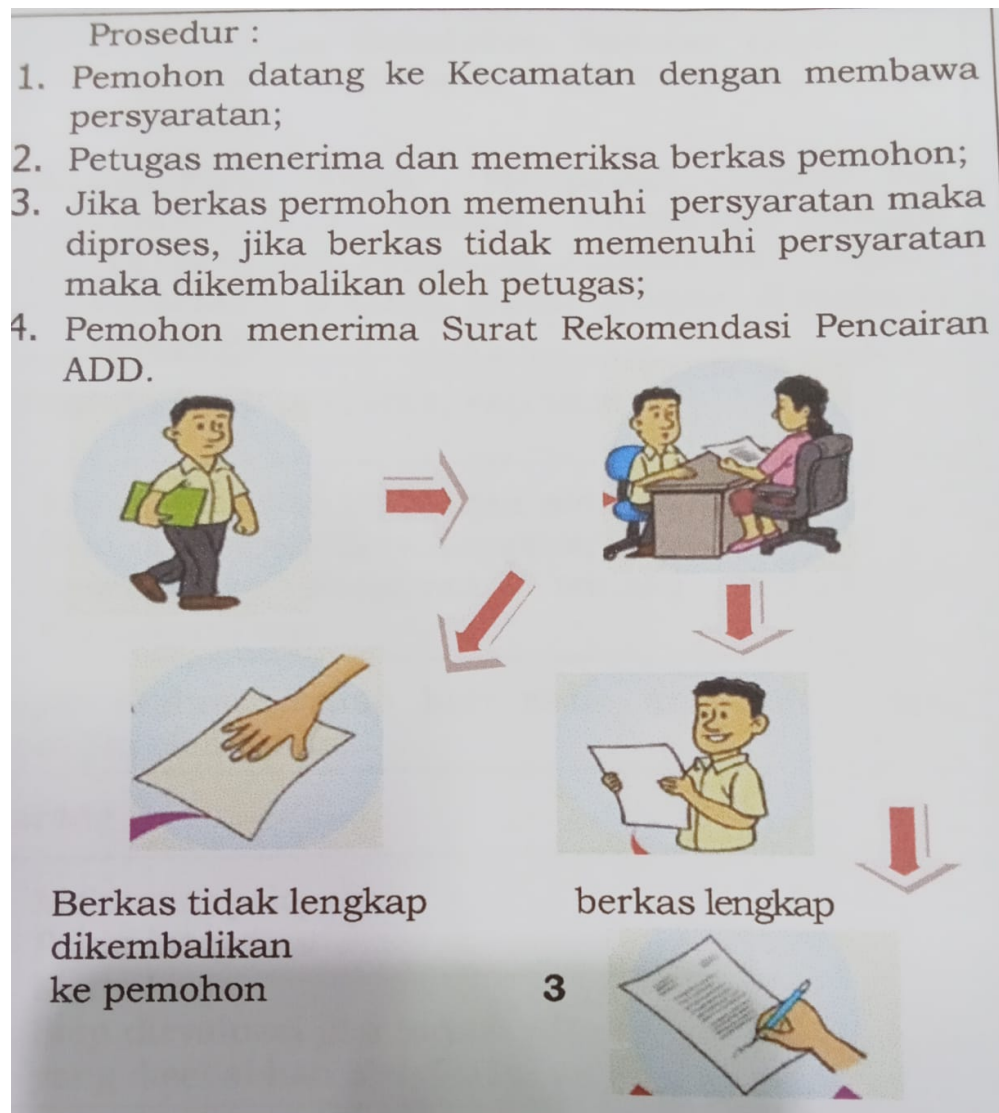 Prosedur :
1. Pemohon datang ke Kecamatan dengan membawa
persyaratan;
2. Petugas menerima dan memeriksa berkas pemohon;
3. Jika berkas permohon memenuhi persyaratan maka
diproses, jika berkas tidak memenuhi persyaratan
maka dikembalikan oleh petugas;
4. Pemohon menerima Surat Rekomendasi Pencairan
ADD.
Berkas tidak lengkap
dikembalikan
ke pemohon
berkas lengkap
3